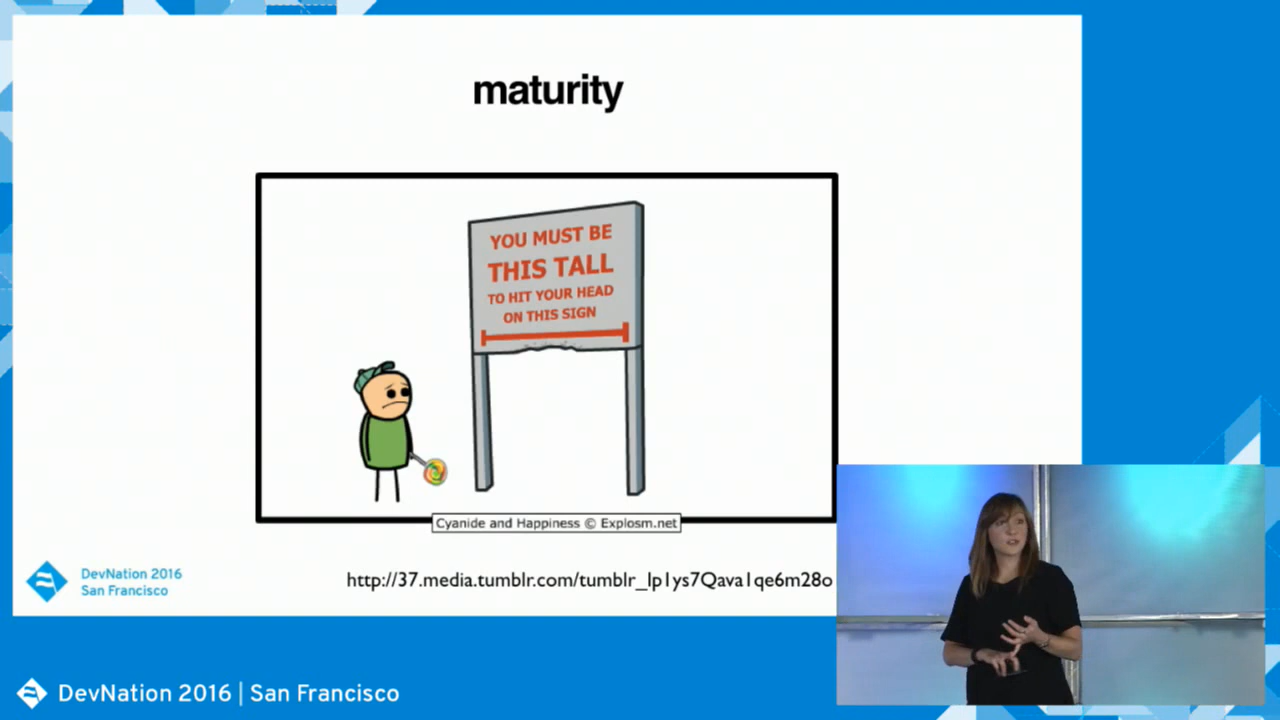 maturity
YOU MUST BE
THIS TALL
TO HIT YOUR HEAD
ON THIS SIGN
Cyanide and Happiness © Explosm.net
http://37.media.tumblr.com/tumblr_lp1ys7Qava1qe6m28o
DevNation 2016
San Francisco
DevNation 2016 | San Francisco